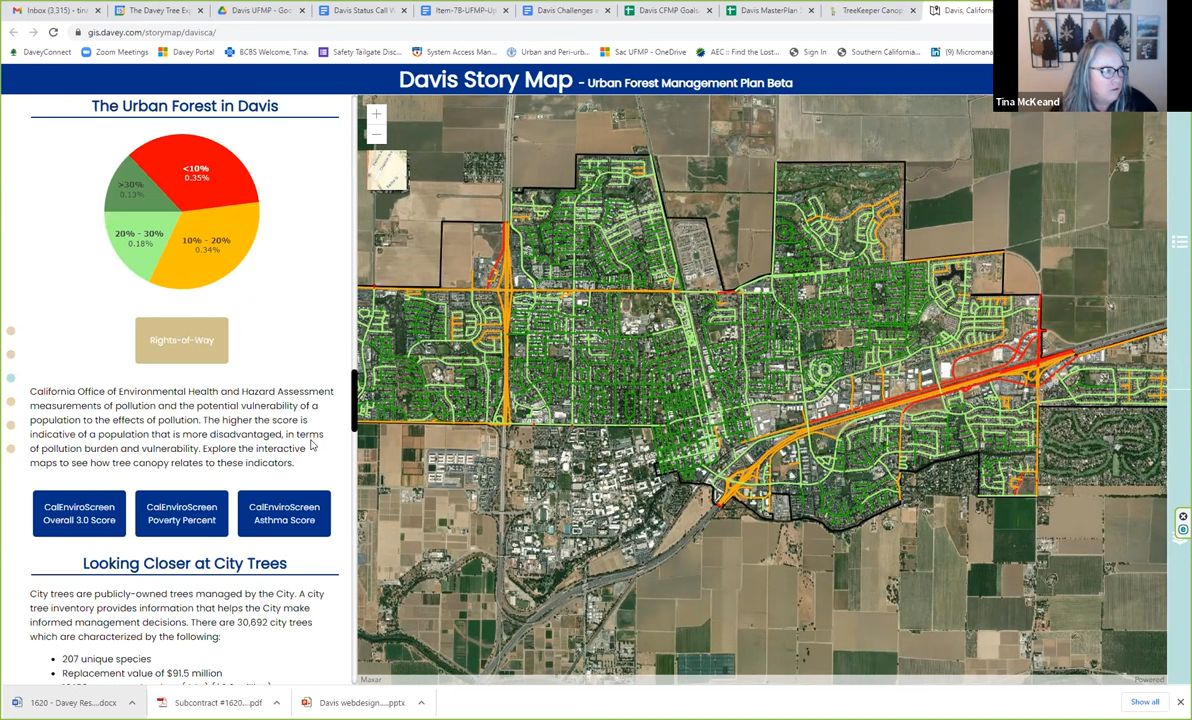 Inbox (3,315) - tina
The Davey Tree Ex
Davis UFMP - Goo
Davis Status Call W
Item-7B-UFMP-Up
Davis Challenges a
Davis CFMP Goals
Davis MasterPlan S
TreeKeeper Canop
Davis, Californi
gis.davey.com/storymap/davisca/
DaveyConnect
Zoom Meetings
Davey Portal
BCBS Welcome, Tina.
Safety Tailgate Disc...
System Access Man...
Urban and Peri-urb...
Sac UFMP - OneDrive
AEC :: Find the Lost...
Sign In
Southern California...
(9) Micromana
Davis Story Map - Urban Forest Management Plan Beta
Tina McKeand
The Urban Forest in Davis
<10%
0.35%
>30%
0.13%
20% - 30%
0.18%
10% - 20%
0.34%
Rights-of-Way
California Office of Environmental Health and Hazard Assessment
measurements of pollution and the potential vulnerability of a
population to the effects of pollution. The higher the score is
indicative of a population that is more disadvantaged, in terms
of pollution burden and vulnerability. Explore the interactive
maps to see how tree canopy relates to these indicators.
CalEnviroScreen
Overall 3.0 Score
CalEnviroScreen
Poverty Percent
CalEnviroScreen
Asthma Score
Looking Closer at City Trees
City trees are publicly-owned trees managed by the City. A city
tree inventory provides information that helps the City make
informed management decisions. There are 30,692 city trees
which are characterized by the following:
207 unique species
Replacement value of $91.5 million
Maxar
Powered
1620 - Davey Res....docx
Subcontract #1620....pdf
Davis webdesign....pptx
Show all